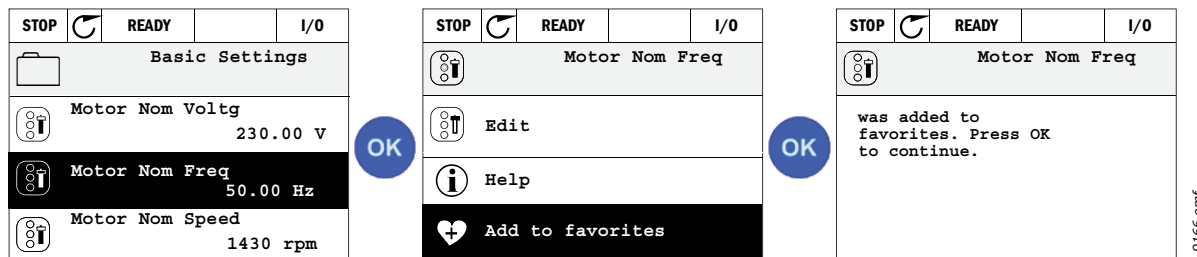 STOP READY I/O
Basic Settings
Motor Nom Voltg
230.00 V
Motor Nom Freq
50.00 Hz
Motor Nom Speed
1430 rpm
OK
STOP READY I/O
Motor Nom Freq
Edit
Help
Add to favorites
OK
STOP READY I/O
Motor Nom Freq
was added to
favorites. Press OK
to continue.